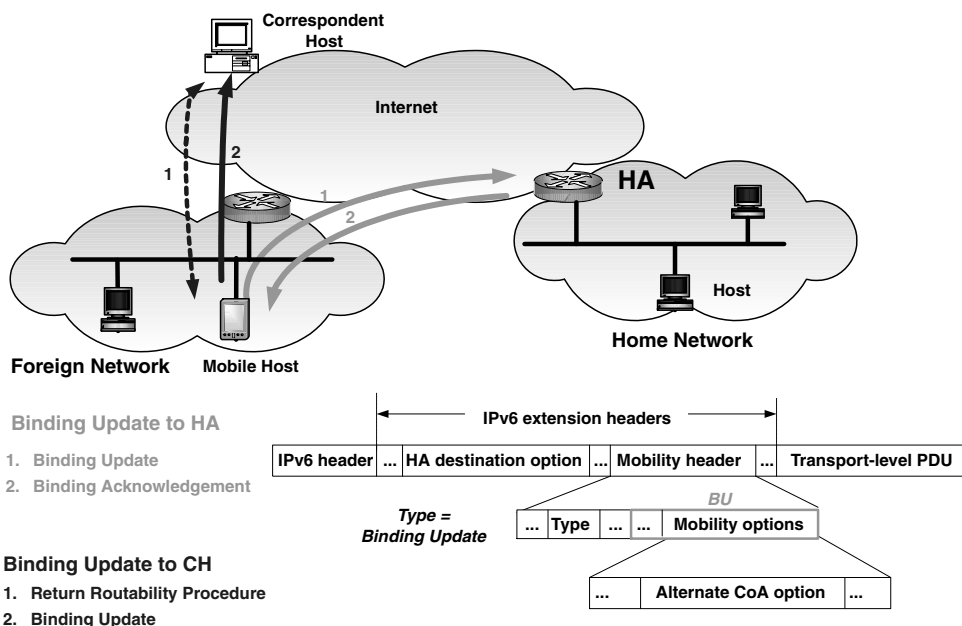 Correspondent
Host
Internet
1
2
HA
1
2
Host
Foreign Network
Mobile Host
Home Network
Binding Update to HA
1. Binding Update
2. Binding Acknowledgement
IPv6 extension headers
IPv6 header ... HA destination option ... Mobility header ... Transport-level PDU
BU
Type =
Binding Update
... Type ... ... Mobility options
... Alternate CoA option ...
Binding Update to CH
1. Return Routability Procedure
2. Binding Update